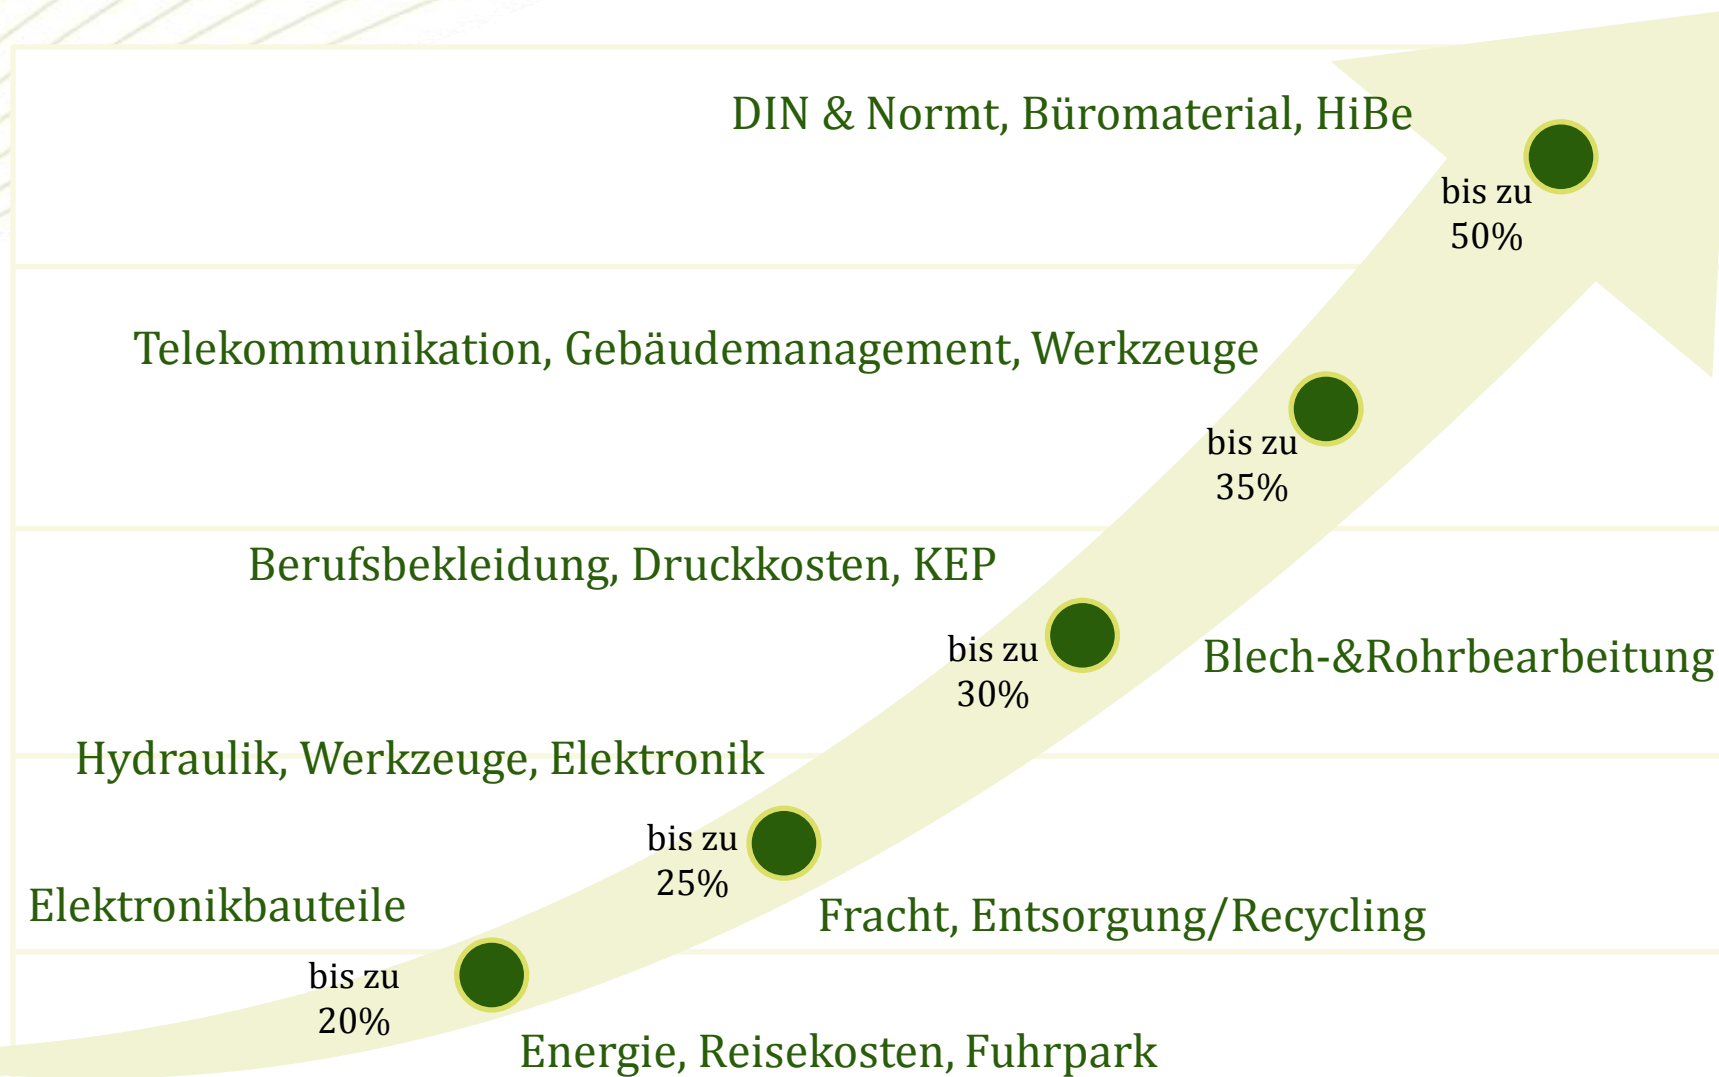 DIN & Normt, Büromaterial, HiBe
bis zu
50%
Telekommunikation, Gebäudemanagement, Werkzeuge
bis zu
35%
Berufsbekleidung, Druckkosten, KEP
bis zu
30%
Blech-&Rohrbearbeitung
Hydraulik, Werkzeuge, Elektronik
bis zu
25%
Elektronikbauteile
Fracht, Entsorgung/Recycling
bis zu
20%
Energie, Reisekosten, Fuhrpark